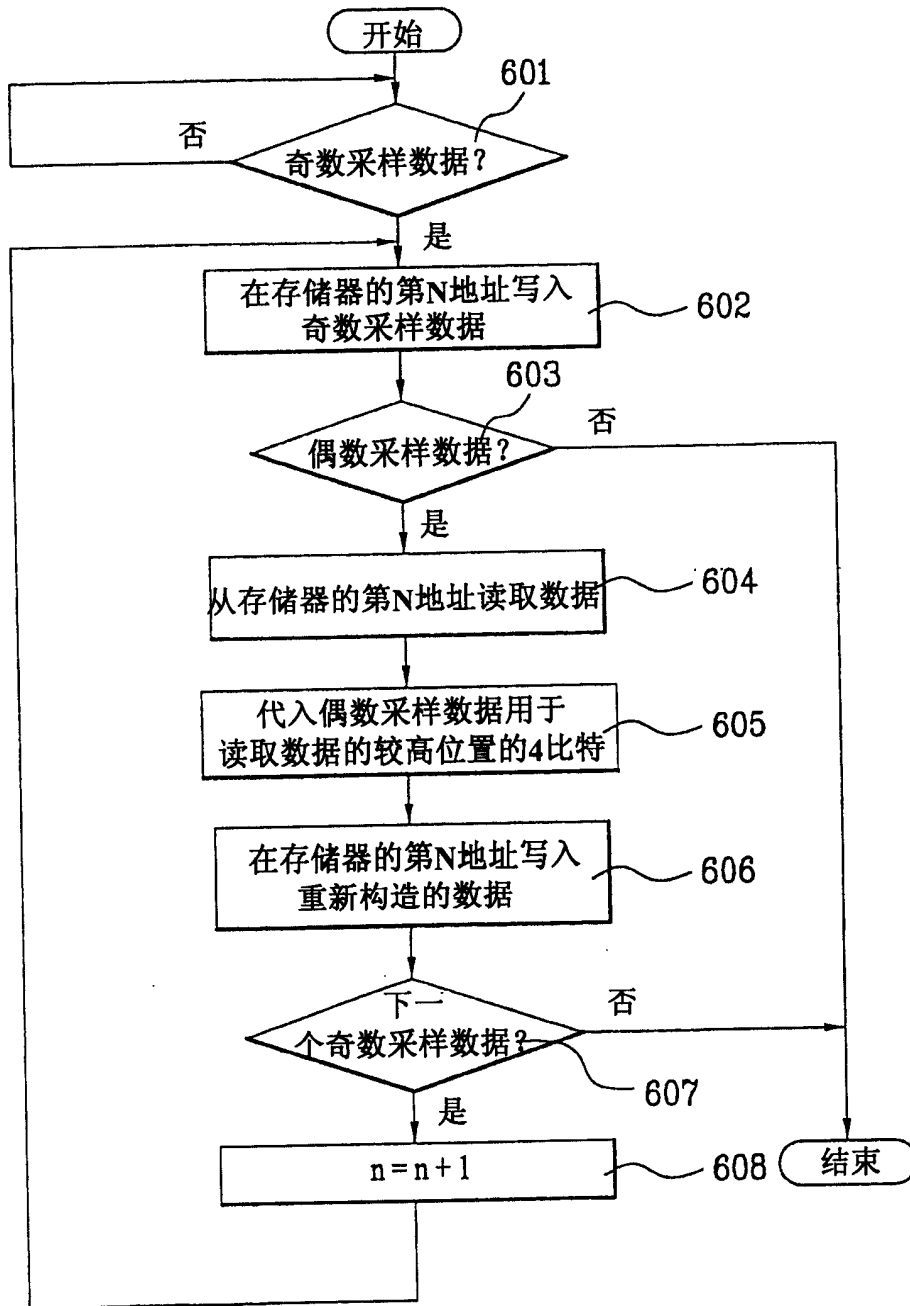 开始
601
否
奇数采样数据?
是
在存储器的第N地址写入
奇数采样数据
602
603
否
偶数采样数据?
是
从存储器的第N地址读取数据
604
代入偶数采样数据用于
读取数据的较高位置的4比特
605
在存储器的第N地址写入
重新构造的数据
606
下一
否
个奇数采样数据?
607
是
n=n+1
608
结束